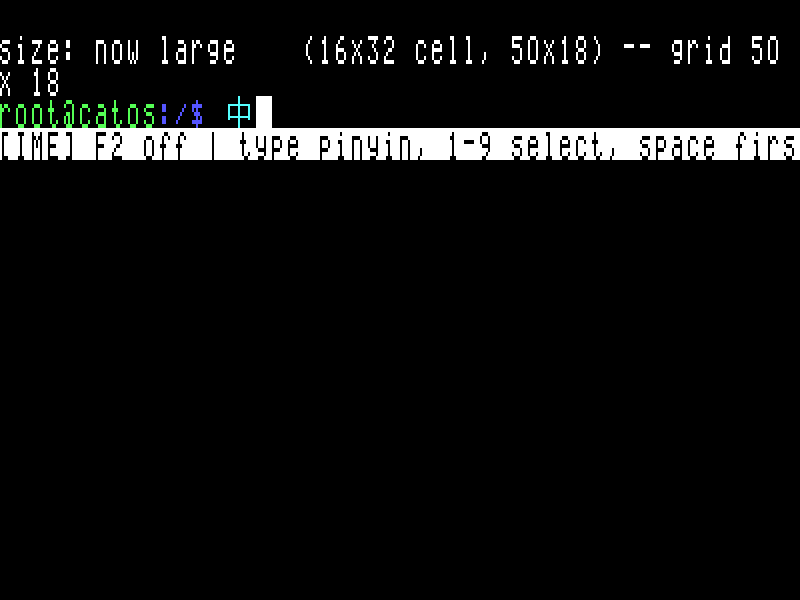 size: now large    (16x32 cell, 50x18) -- grid 50
x 18
root@catos:/$ 中
[IME] F2 off | type pinyin, 1-9 select, space firs